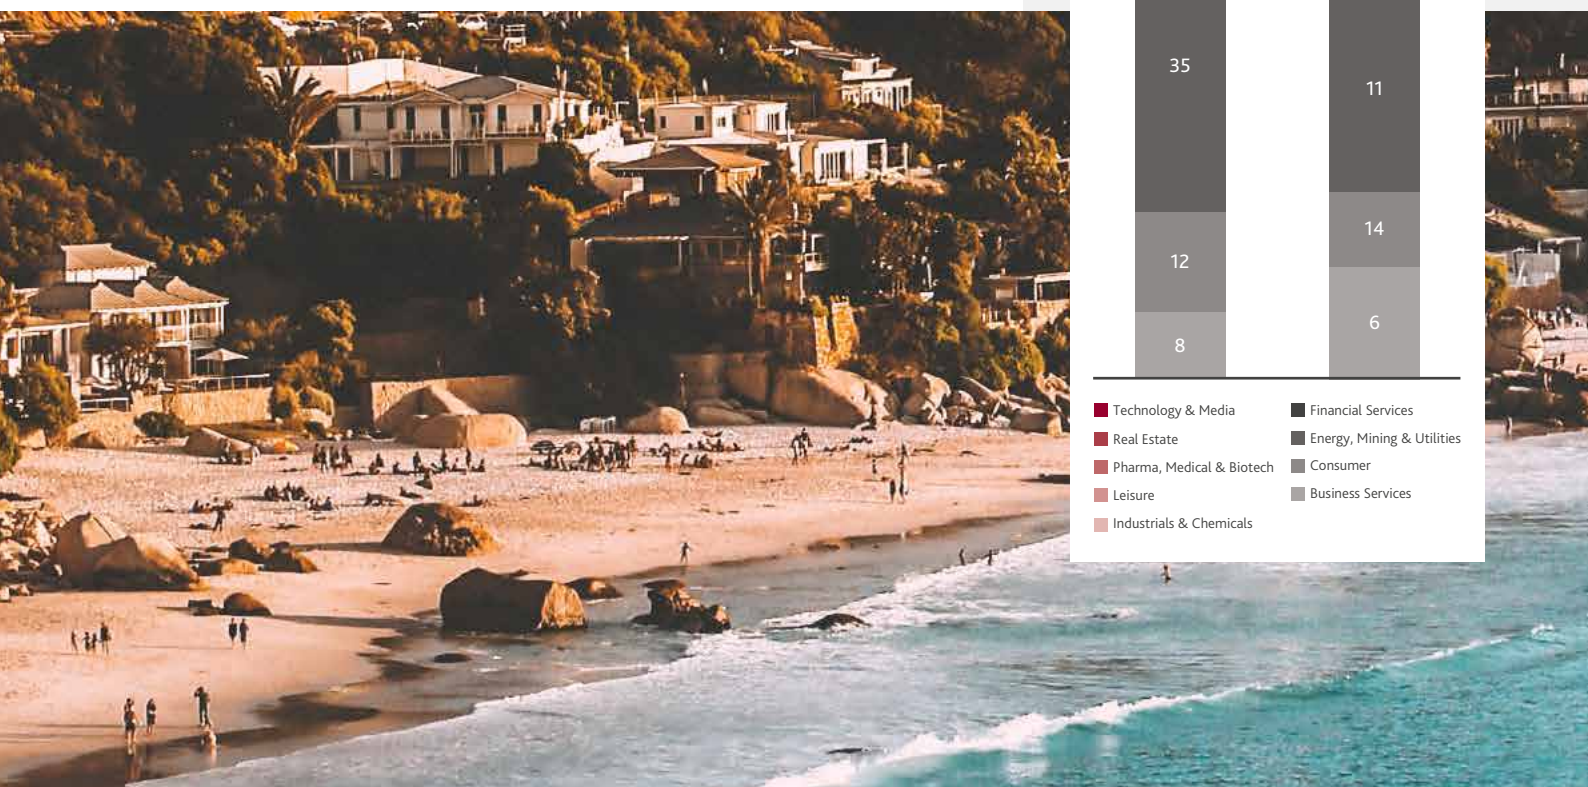 35
11
12
14
8
6
Technology & Media
Real Estate
Pharma, Medical & Biotech
Leisure
Industrials & Chemicals
Financial Services
Energy, Mining & Utilities
Consumer
Business Services